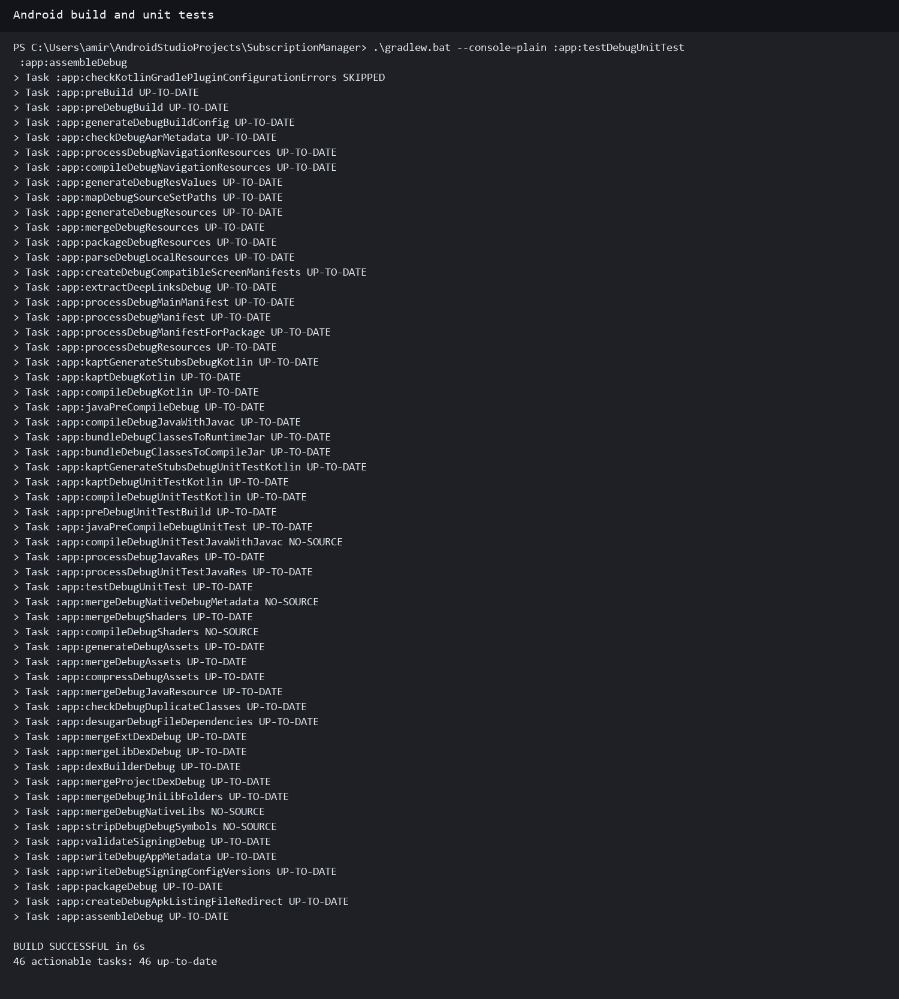 Android build and unit tests
PS C:\Users\amir\AndroidStudioProjects\SubscriptionManager> .\gradlew.bat --console=plain :app:testDebugUnitTest
:app:assembleDebug
> Task :app:checkKotlinGradlePluginConfigurationErrors SKIPPED
> Task :app:preBuild UP-TO-DATE
> Task :app:preDebugBuild UP-TO-DATE
> Task :app:generateDebugBuildConfig UP-TO-DATE
> Task :app:checkDebugAarMetadata UP-TO-DATE
> Task :app:processDebugNavigationResources UP-TO-DATE
> Task :app:compileDebugNavigationResources UP-TO-DATE
> Task :app:generateDebugResValues UP-TO-DATE
> Task :app:mapDebugSourceSetPaths UP-TO-DATE
> Task :app:generateDebugResources UP-TO-DATE
> Task :app:mergeDebugResources UP-TO-DATE
> Task :app:packageDebugResources UP-TO-DATE
> Task :app:parseDebugLocalResources UP-TO-DATE
> Task :app:createDebugCompatibleScreenManifests UP-TO-DATE
> Task :app:extractDeepLinksDebug UP-TO-DATE
> Task :app:processDebugMainManifest UP-TO-DATE
> Task :app:processDebugManifest UP-TO-DATE
> Task :app:processDebugManifestForPackage UP-TO-DATE
> Task :app:processDebugResources UP-TO-DATE
> Task :app:kaptGenerateStubsDebugKotlin UP-TO-DATE
> Task :app:kaptDebugKotlin UP-TO-DATE
> Task :app:compileDebugKotlin UP-TO-DATE
> Task :app:javaPreCompileDebug UP-TO-DATE
> Task :app:compileDebugJavaWithJavac UP-TO-DATE
> Task :app:bundleDebugClassesToRuntimeJar UP-TO-DATE
> Task :app:bundleDebugClassesToCompileJar UP-TO-DATE
> Task :app:kaptGenerateStubsDebugUnitTestKotlin UP-TO-DATE
> Task :app:kaptDebugUnitTestKotlin UP-TO-DATE
> Task :app:compileDebugUnitTestKotlin UP-TO-DATE
> Task :app:preDebugUnitTestBuild UP-TO-DATE
> Task :app:javaPreCompileDebugUnitTest UP-TO-DATE
> Task :app:compileDebugUnitTestJavaWithJavac NO-SOURCE
> Task :app:processDebugJavaRes UP-TO-DATE
> Task :app:processDebugUnitTestJavaRes UP-TO-DATE
> Task :app:testDebugUnitTest UP-TO-DATE
> Task :app:mergeDebugNativeDebugMetadata NO-SOURCE
> Task :app:mergeDebugShaders UP-TO-DATE
> Task :app:compileDebugShaders NO-SOURCE
> Task :app:generateDebugAssets UP-TO-DATE
> Task :app:mergeDebugAssets UP-TO-DATE
> Task :app:compressDebugAssets UP-TO-DATE
> Task :app:mergeDebugJavaResource UP-TO-DATE
> Task :app:checkDebugDuplicateClasses UP-TO-DATE
> Task :app:desugarDebugFileDependencies UP-TO-DATE
> Task :app:mergeExtDexDebug UP-TO-DATE
> Task :app:mergeLibDexDebug UP-TO-DATE
> Task :app:dexBuilderDebug UP-TO-DATE
> Task :app:mergeProjectDexDebug UP-TO-DATE
> Task :app:mergeDebugJniLibFolders UP-TO-DATE
> Task :app:mergeDebugNativeLibs NO-SOURCE
> Task :app:stripDebugDebugSymbols NO-SOURCE
> Task :app:validateSigningDebug UP-TO-DATE
> Task :app:writeDebugAppMetadata UP-TO-DATE
> Task :app:writeDebugSigningConfigVersions UP-TO-DATE
> Task :app:packageDebug UP-TO-DATE
> Task :app:createDebugApkListingFileRedirect UP-TO-DATE
> Task :app:assembleDebug UP-TO-DATE
BUILD SUCCESSFUL in 6s
46 actionable tasks: 46 up-to-date